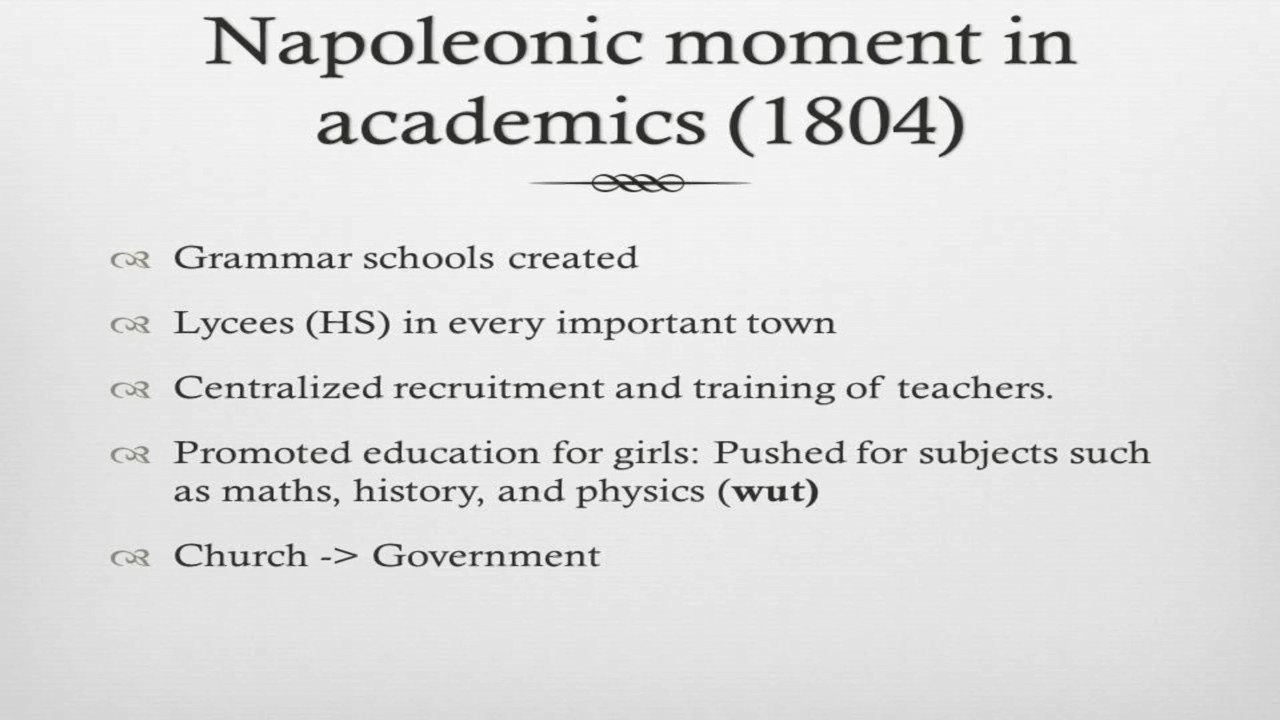 Napoleonic moment in
academics (1804)
Grammar schools created
Lycees (HS) in every important town
Centralized recruitment and training of teachers.
Promoted education for girls: Pushed for subjects such
as maths, history, and physics (wut)
Church -> Government